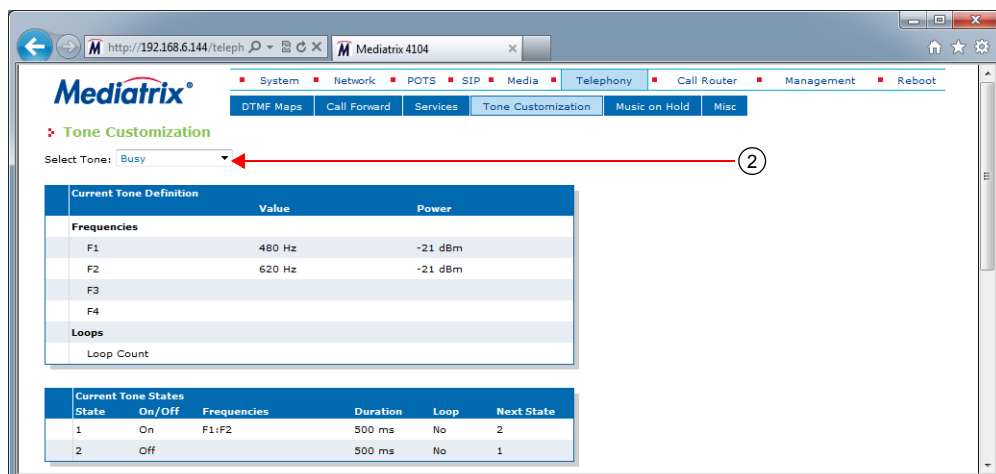 http://192.168.6.144/teleph
Mediatrix 4104
Mediatrix®
System Network POTS SIP Media Telephony Call Router Management Reboot
DTMF Maps Call Forward Services Tone Customization Music on Hold Misc
Tone Customization
Select Tone: Busy
2
Current Tone Definition
Value Power
Frequencies
F1 480 Hz -21 dBm
F2 620 Hz -21 dBm
F3
F4
Loops
Loop Count
Current Tone States
State On/Off Frequencies Duration Loop Next State
1 On F1:F2 500 ms No 2
2 Off 500 ms No 1